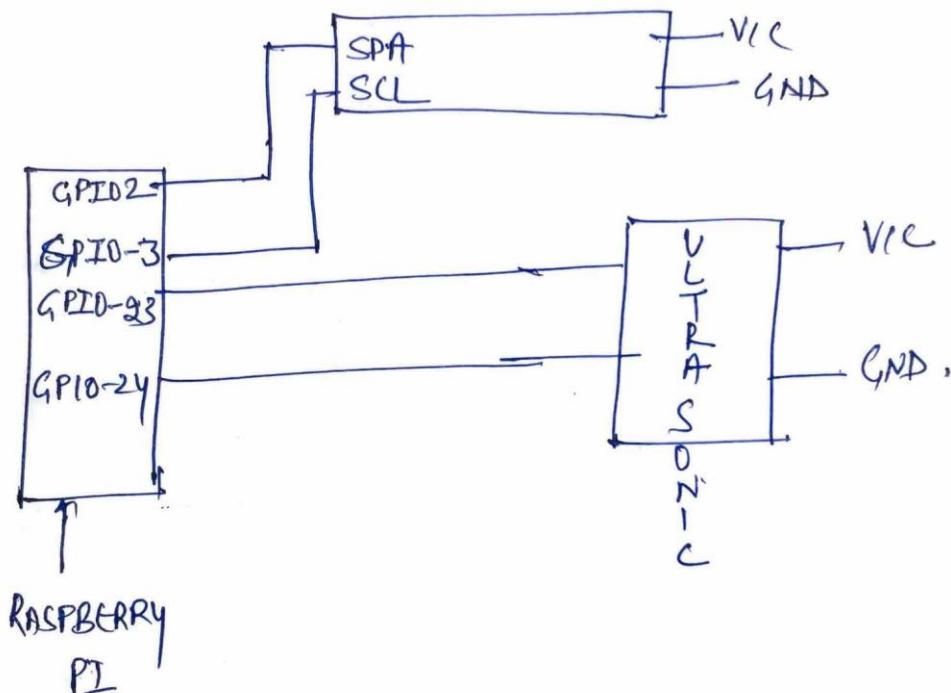 SDA
SCL
VCC
GND
GPIO2
GPIO-3
GPIO-23
GPIO-24
ULTRASONIC
VCC
GND.
RASPBERRY
PI